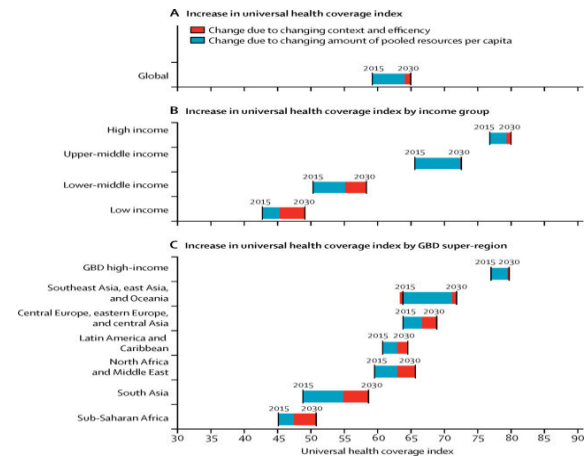 A Increase in universal health coverage index
Change due to changing context and efficency
Change due to changing amount of pooled resources per capita
2015 2030
Global
B Increase in universal health coverage index by income group
2015 2030
High income
2015 2030
Upper-middle income
2015 2030
Lower-middle income
2015 2030
Low income
C Increase in universal health coverage index by GBD super-region
2015 2030
GBD high-income
Southeast Asia, east Asia,
2015 2030
and Oceania
Central Europe, eastern Europe,
2015 2030
and central Asia
Latin America and
2015 2030
Caribbean
North Africa
2015 2030
and Middle East
2015 2030
South Asia
2015 2030
Sub-Saharan Africa
30 35 40 45 50 55 60 65 70 75 80 85 90
Universal health coverage index